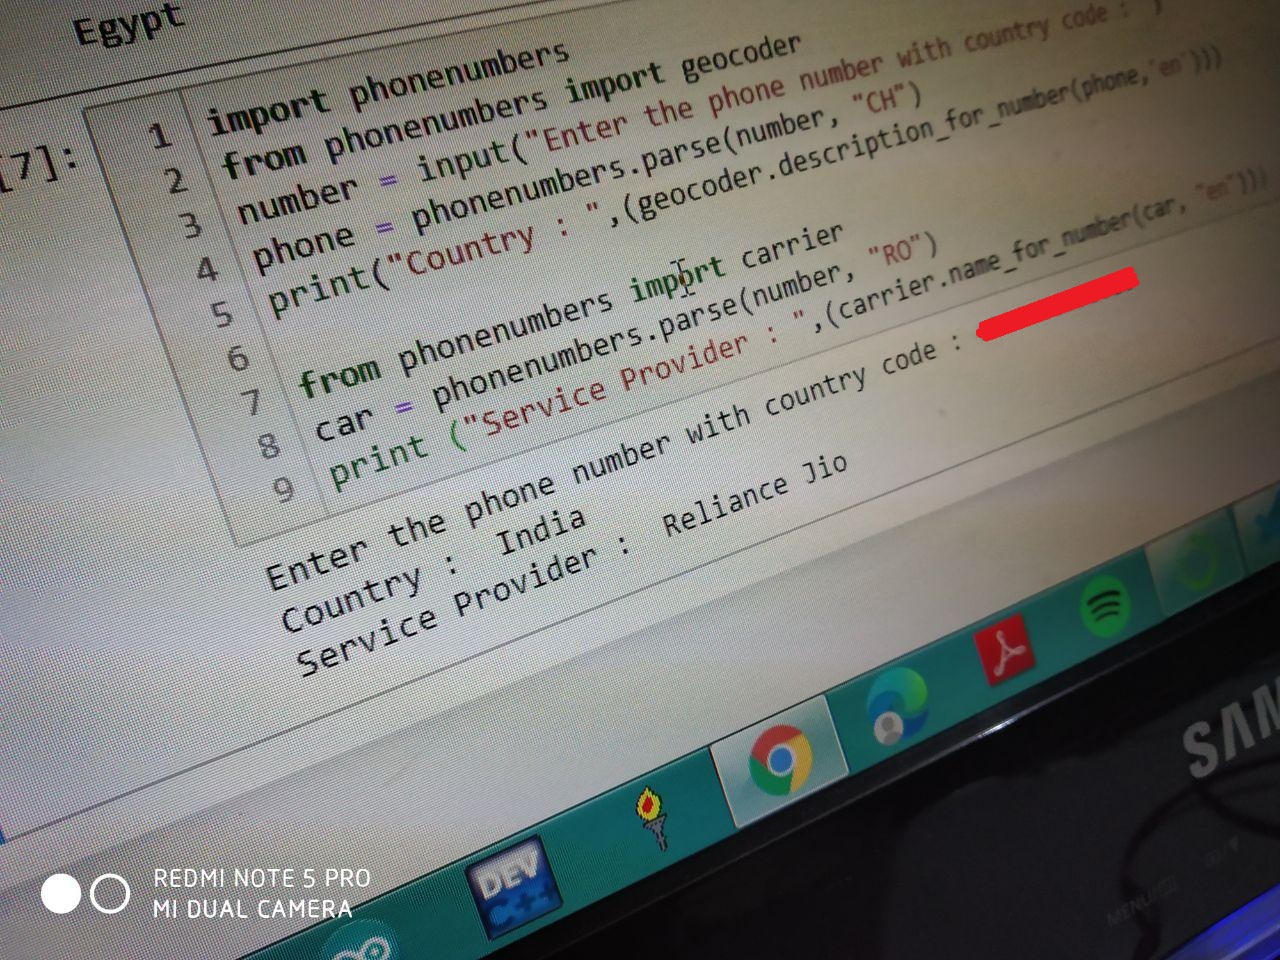 Egypt
[7]:
1 import phonenumbers
2 from phonenumbers import geocoder
3 number = input("Enter the phone number with country code : ")
4 phone = phonenumbers.parse(number, "CH")
5 print("Country : ",(geocoder.description_for_number(phone,'en')))
6
7 from phonenumbers import carrier
8 car = phonenumbers.parse(number, "RO")
9 print ("Service Provider : ",(carrier.name_for_number(car, "en")))
Enter the phone number with country code :
Country :  India
Service Provider :  Reliance Jio
DEV
C++
SAM
MENU
REDMI NOTE 5 PRO
MI DUAL CAMERA